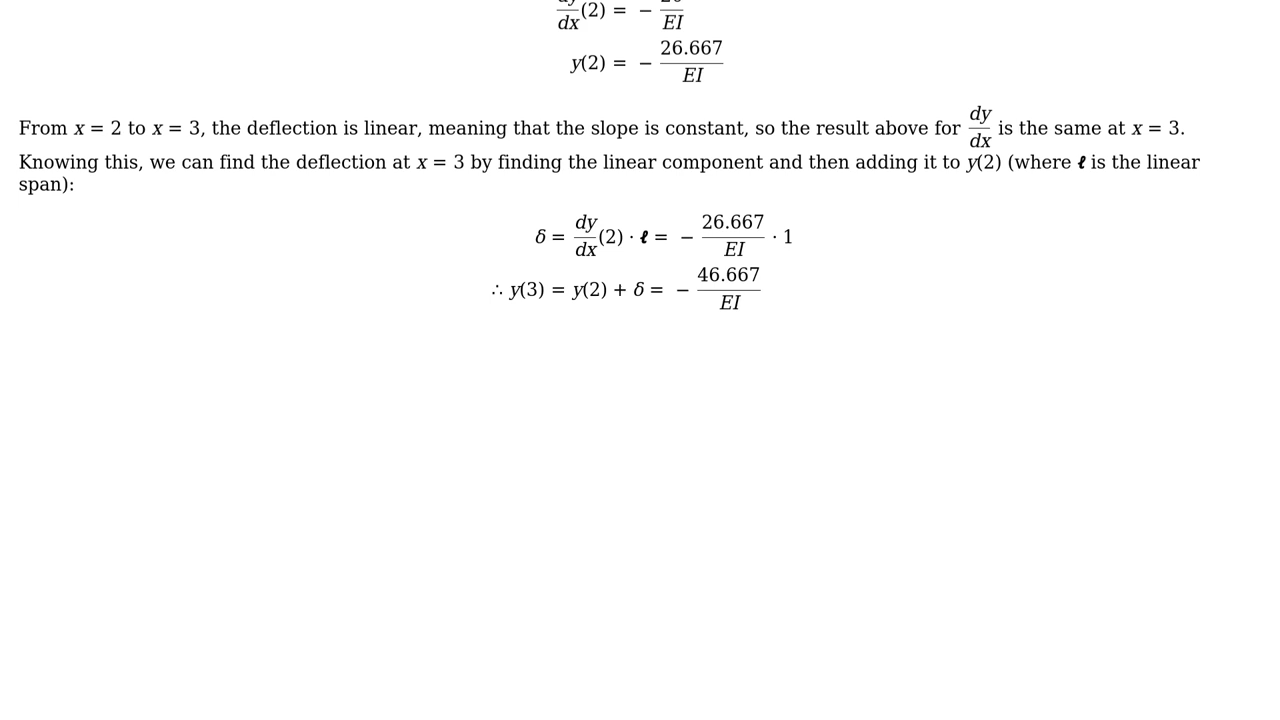 dy/dx (2) = − /EI
y(2) = − 26.667/EI
From x = 2 to x = 3, the deflection is linear, meaning that the slope is constant, so the result above for dy/dx is the same at x = 3.
Knowing this, we can find the deflection at x = 3 by finding the linear component and then adding it to y(2) (where ℓ is the linear
span):
δ = dy/dx (2) · ℓ = − 26.667/EI · 1
∴ y(3) = y(2) + δ = − 46.667/EI